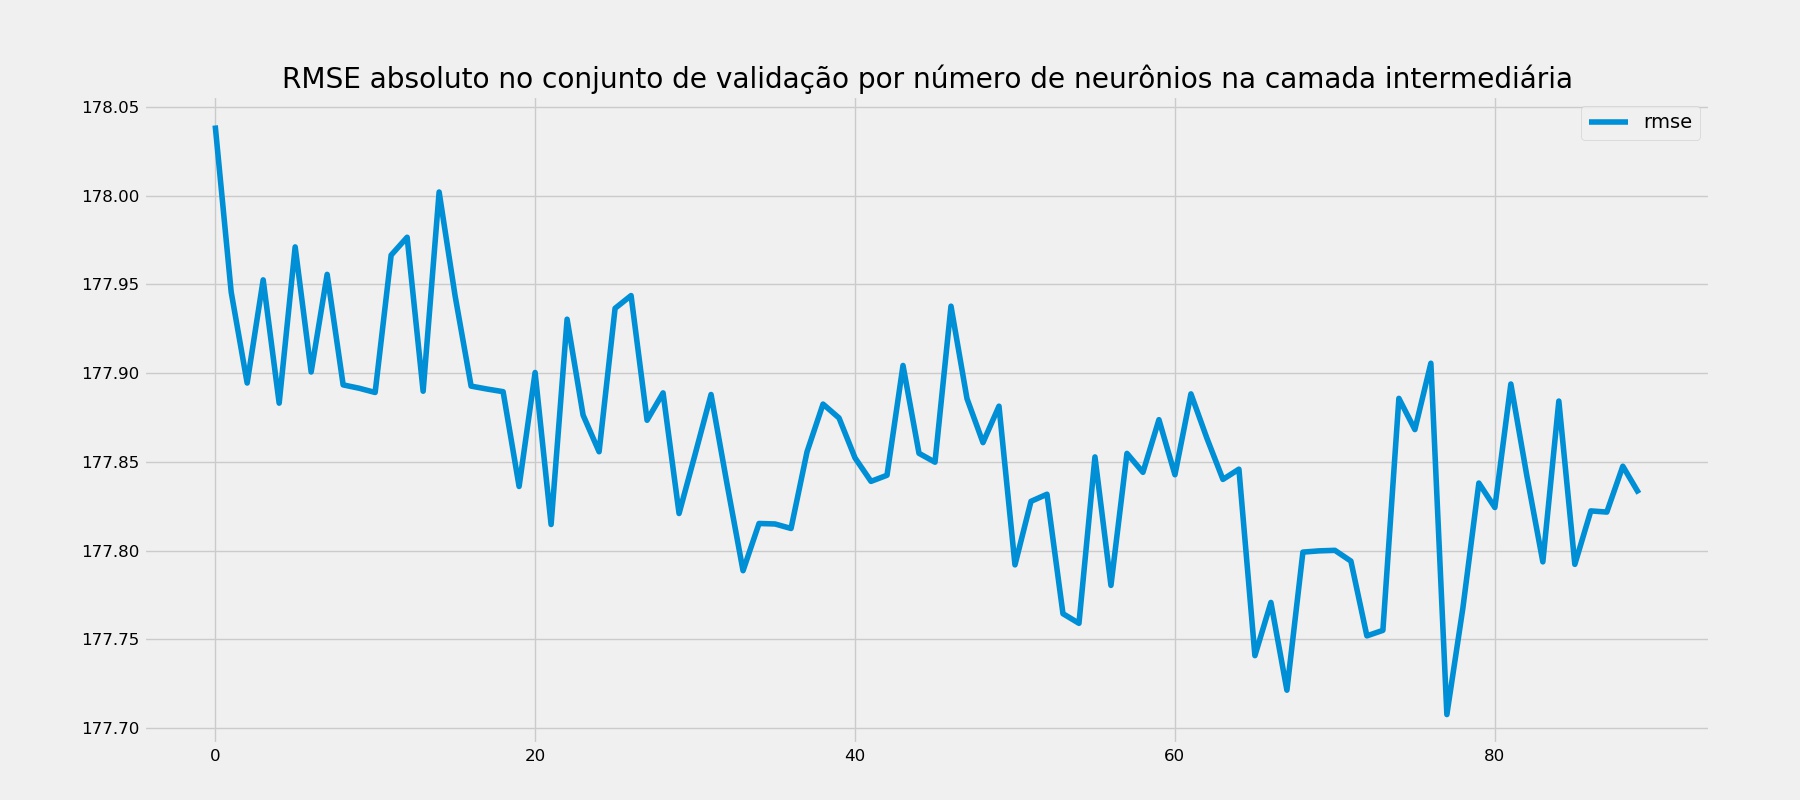 RMSE absoluto no conjunto de validação por número de neurônios na camada intermediária
178.05
rmse
178.00
177.95
177.90
177.85
177.80
177.75
177.70
0 20 40 60 80